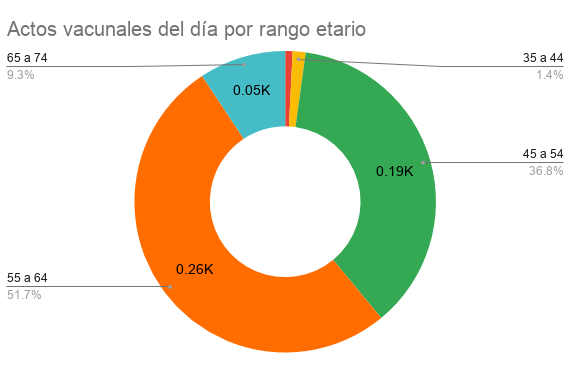 Actos vacunales del día por rango etario
65 a 74
9.3%
35 a 44
1.4%
0.05K
45 a 54
36.8%
0.19K
0.26K
55 a 64
51.7%